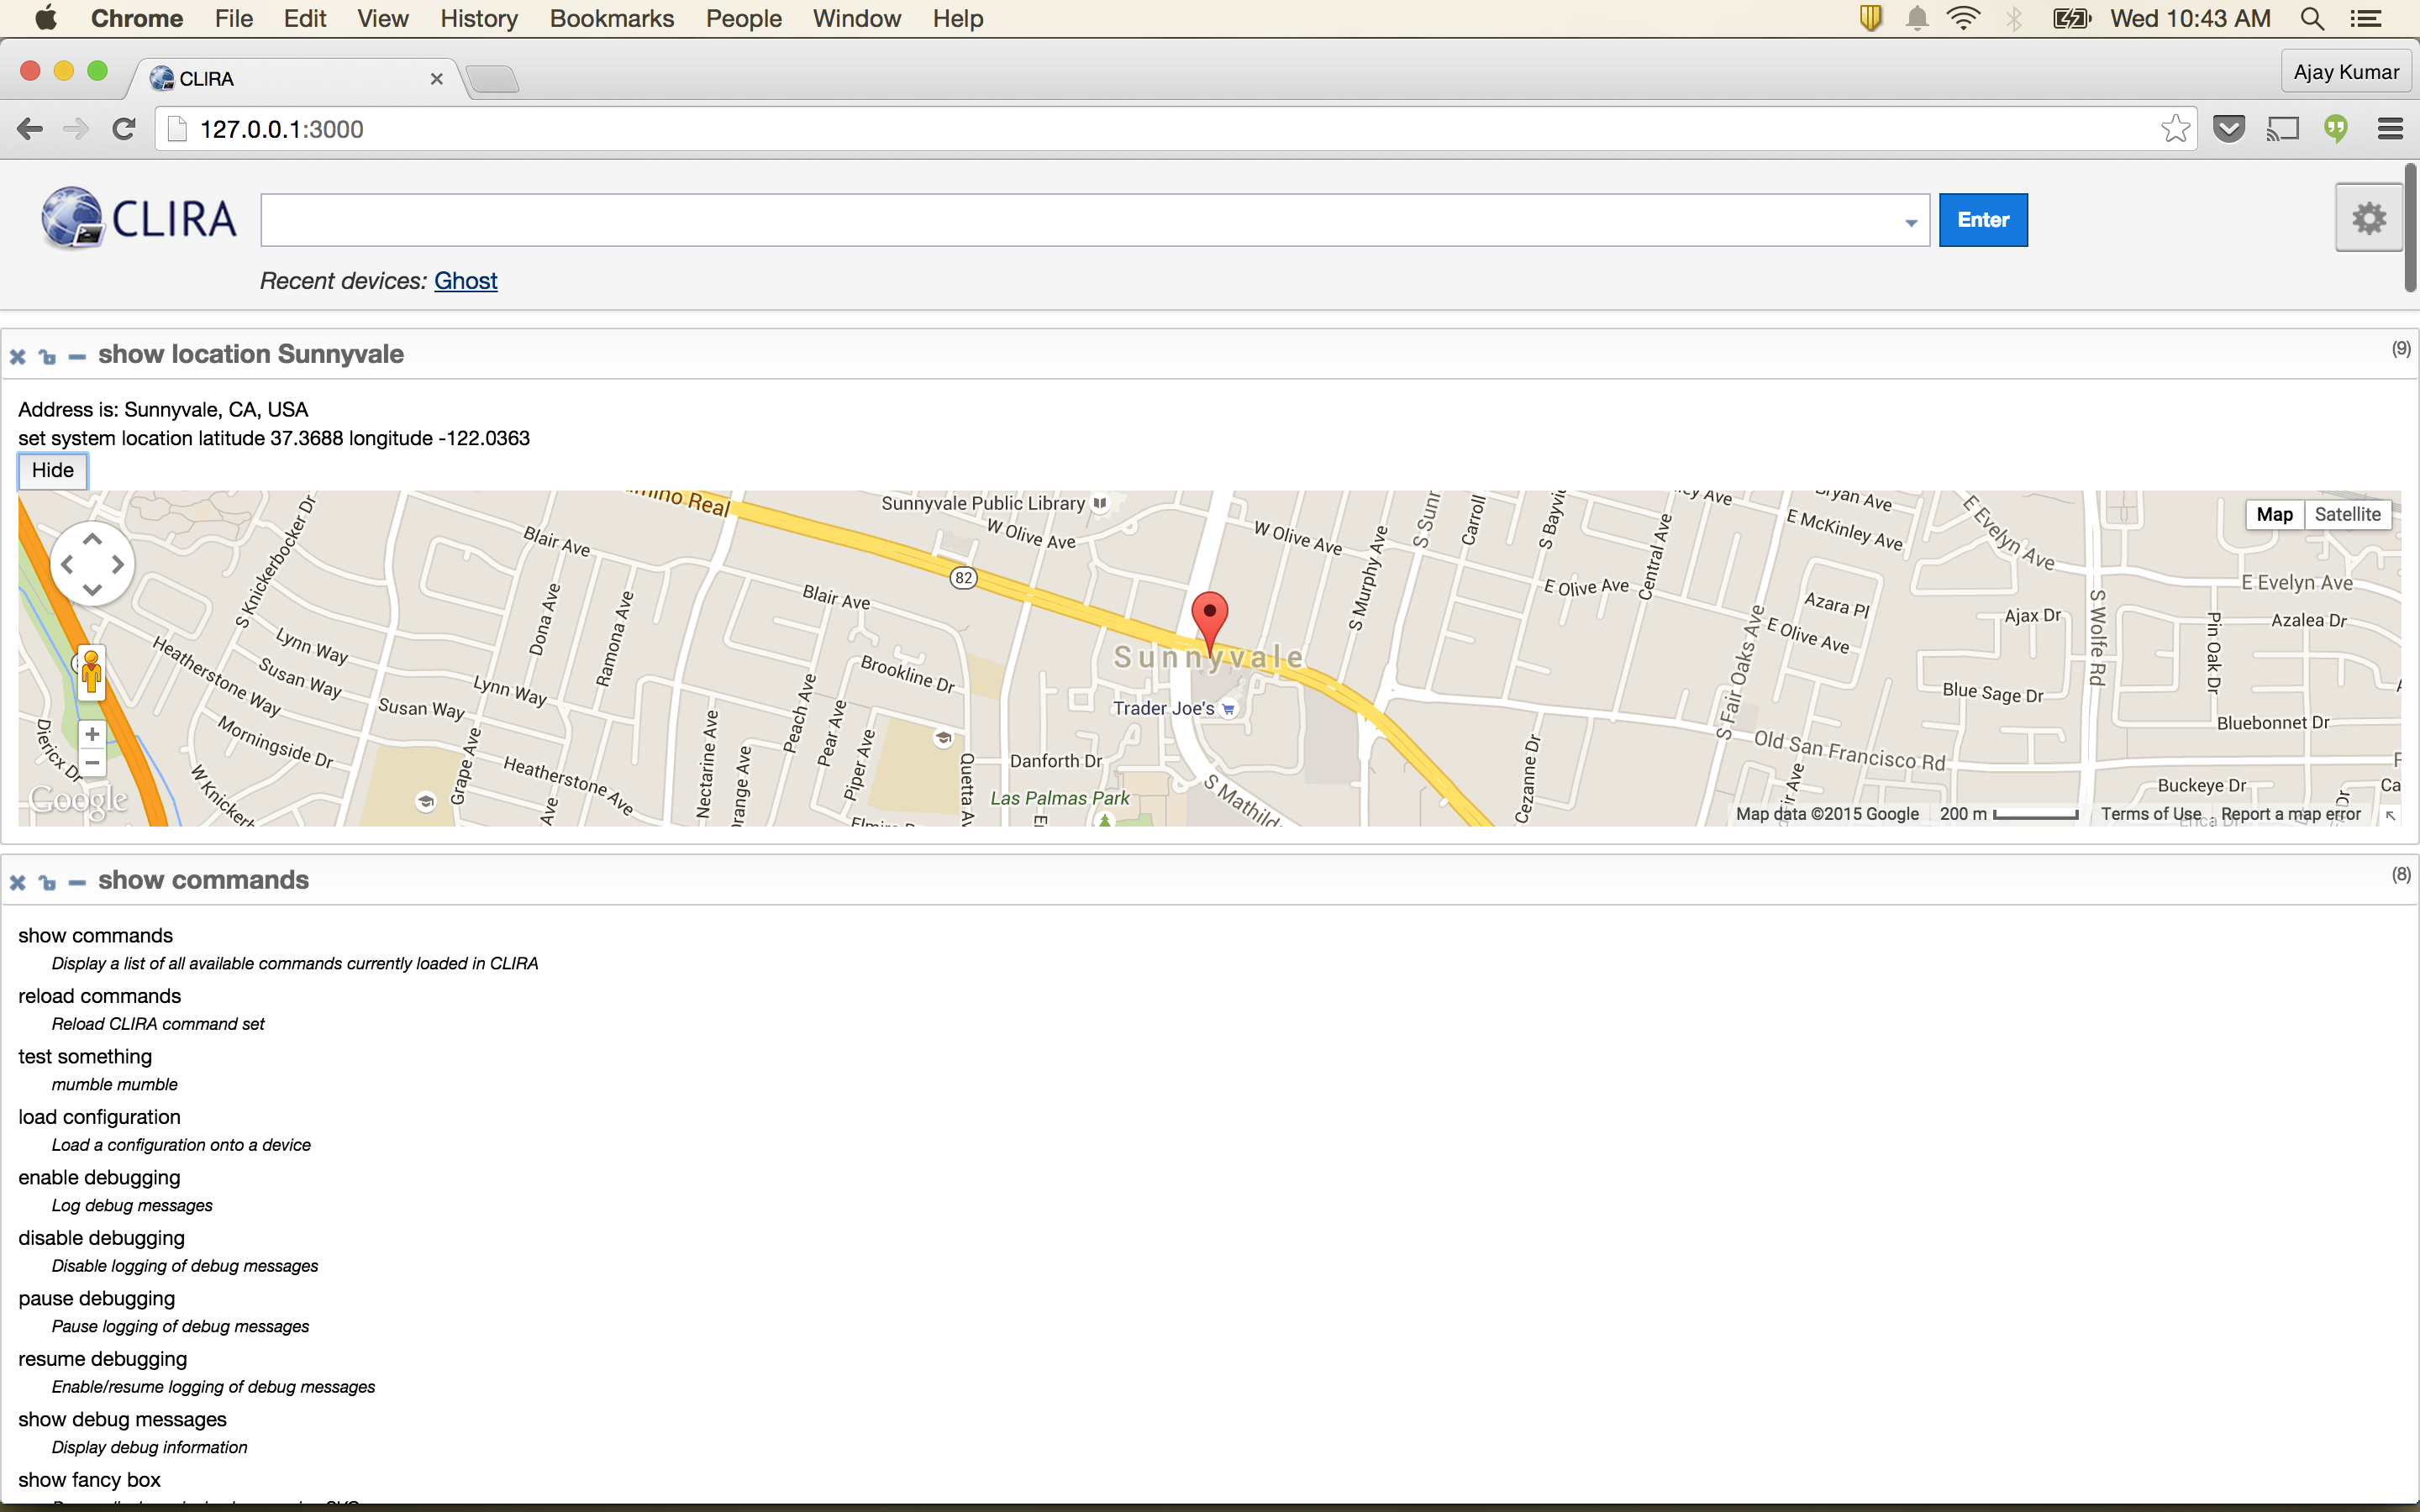 Chrome File Edit View History Bookmarks People Window Help Wed 10:43 AM
CLIRA
Ajay Kumar
127.0.0.1:3000
CLIRA
Enter
Recent devices: Ghost
show location Sunnyvale (9)
Address is: Sunnyvale, CA, USA
set system location latitude 37.3688 longitude -122.0363
Hide
Real
Sunnyvale Public Library
W Olive Ave
W Olive Ave
S Murphy Ave
Carroll
Central Ave
E McKinley Ave
E Evelyn Ave
Map Satellite
S Knickerbocker Dr
Blair Ave
82
E Olive Ave
E Evelyn Ave
Dona Ave
Ramona Ave
Blair Ave
Azara Pl
Ajax Dr
S Wolfe Rd
Pin Oak Dr
Azalea Dr
Lynn Way
Heatherstone Way
Susan Way
Lynn Way
Brookline Dr
Sunnyvale
E Olive Ave
S Fair Oaks Ave
Blue Sage Dr
Susan Way
Peach Ave
Pear Ave
Piper Ave
Trader Joe's
Bluebonnet Dr
Diericx Dr
Morningside Dr
Grape Ave
Nectarine Ave
Quetta Av
Danforth Dr
Cezanne Dr
Old San Francisco Rd
Heatherstone Ave
Las Palmas Park
Buckeye Dr
Google
Map data ©2015 Google 200 m Terms of Use Report a map error
show commands (8)
show commands
Display a list of all available commands currently loaded in CLIRA
reload commands
Reload CLIRA command set
test something
mumble mumble
load configuration
Load a configuration onto a device
enable debugging
Log debug messages
disable debugging
Disable logging of debug messages
pause debugging
Pause logging of debug messages
resume debugging
Enable/resume logging of debug messages
show debug messages
Display debug information
show fancy box